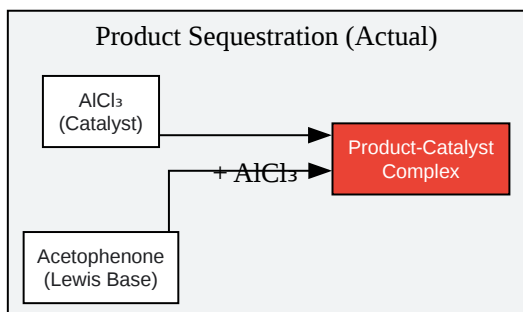 Product Sequestration (Actual)
AlCl₃
(Catalyst)
Product-Catalyst
Complex
+ AlCl₃
Acetophenone
(Lewis Base)